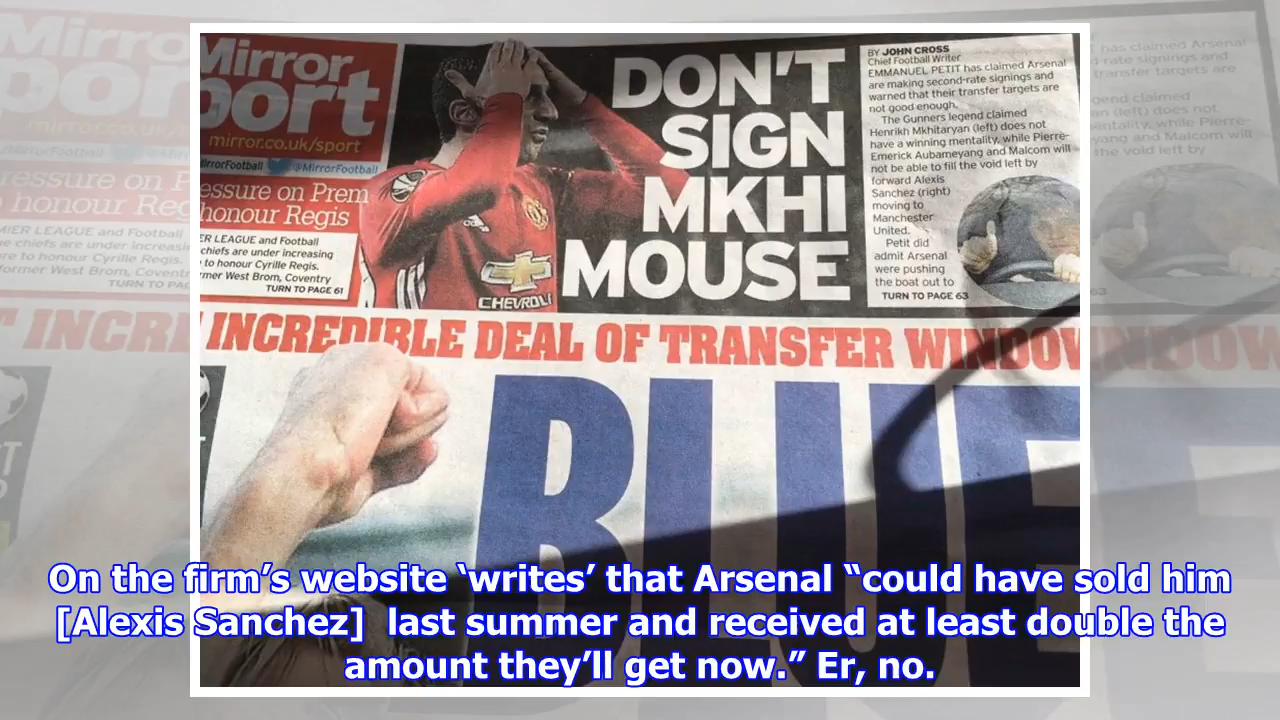 Mirror
port
mirror.co.uk/sport
MirrorFootball @MirrorFootball
essure on Prem
honour Regis
ER LEAGUE and Football
chiefs are under increasing
to honour Cyrille Regis.
rmer West Brom, Coventry
TURN TO PAGE 61
CHEVROL
DON'T
SIGN
MKHI
MOUSE
BY JOHN CROSS
Chief Football Writer
EMMANUEL PETIT has claimed Arsenal
are making second-rate signings and
warned that their transfer targets are
not good enough.
The Gunners legend claimed
Henrikh Mkhitaryan (left) does not
have a winning mentality, while Pierre-
Emerick Aubameyang and Malcom will
not be able to fill the void left by
forward Alexis
Sanchez (right)
moving to
Manchester
United.
Petit did
admit Arsenal
were pushing
the boat out to
TURN TO PAGE 63
INCREDIBLE DEAL OF TRANSFER WINDOW
BLUE
On the firm’s website ‘writes’ that Arsenal “could have sold him
[Alexis Sanchez] last summer and received at least double the
amount they’ll get now.” Er, no.